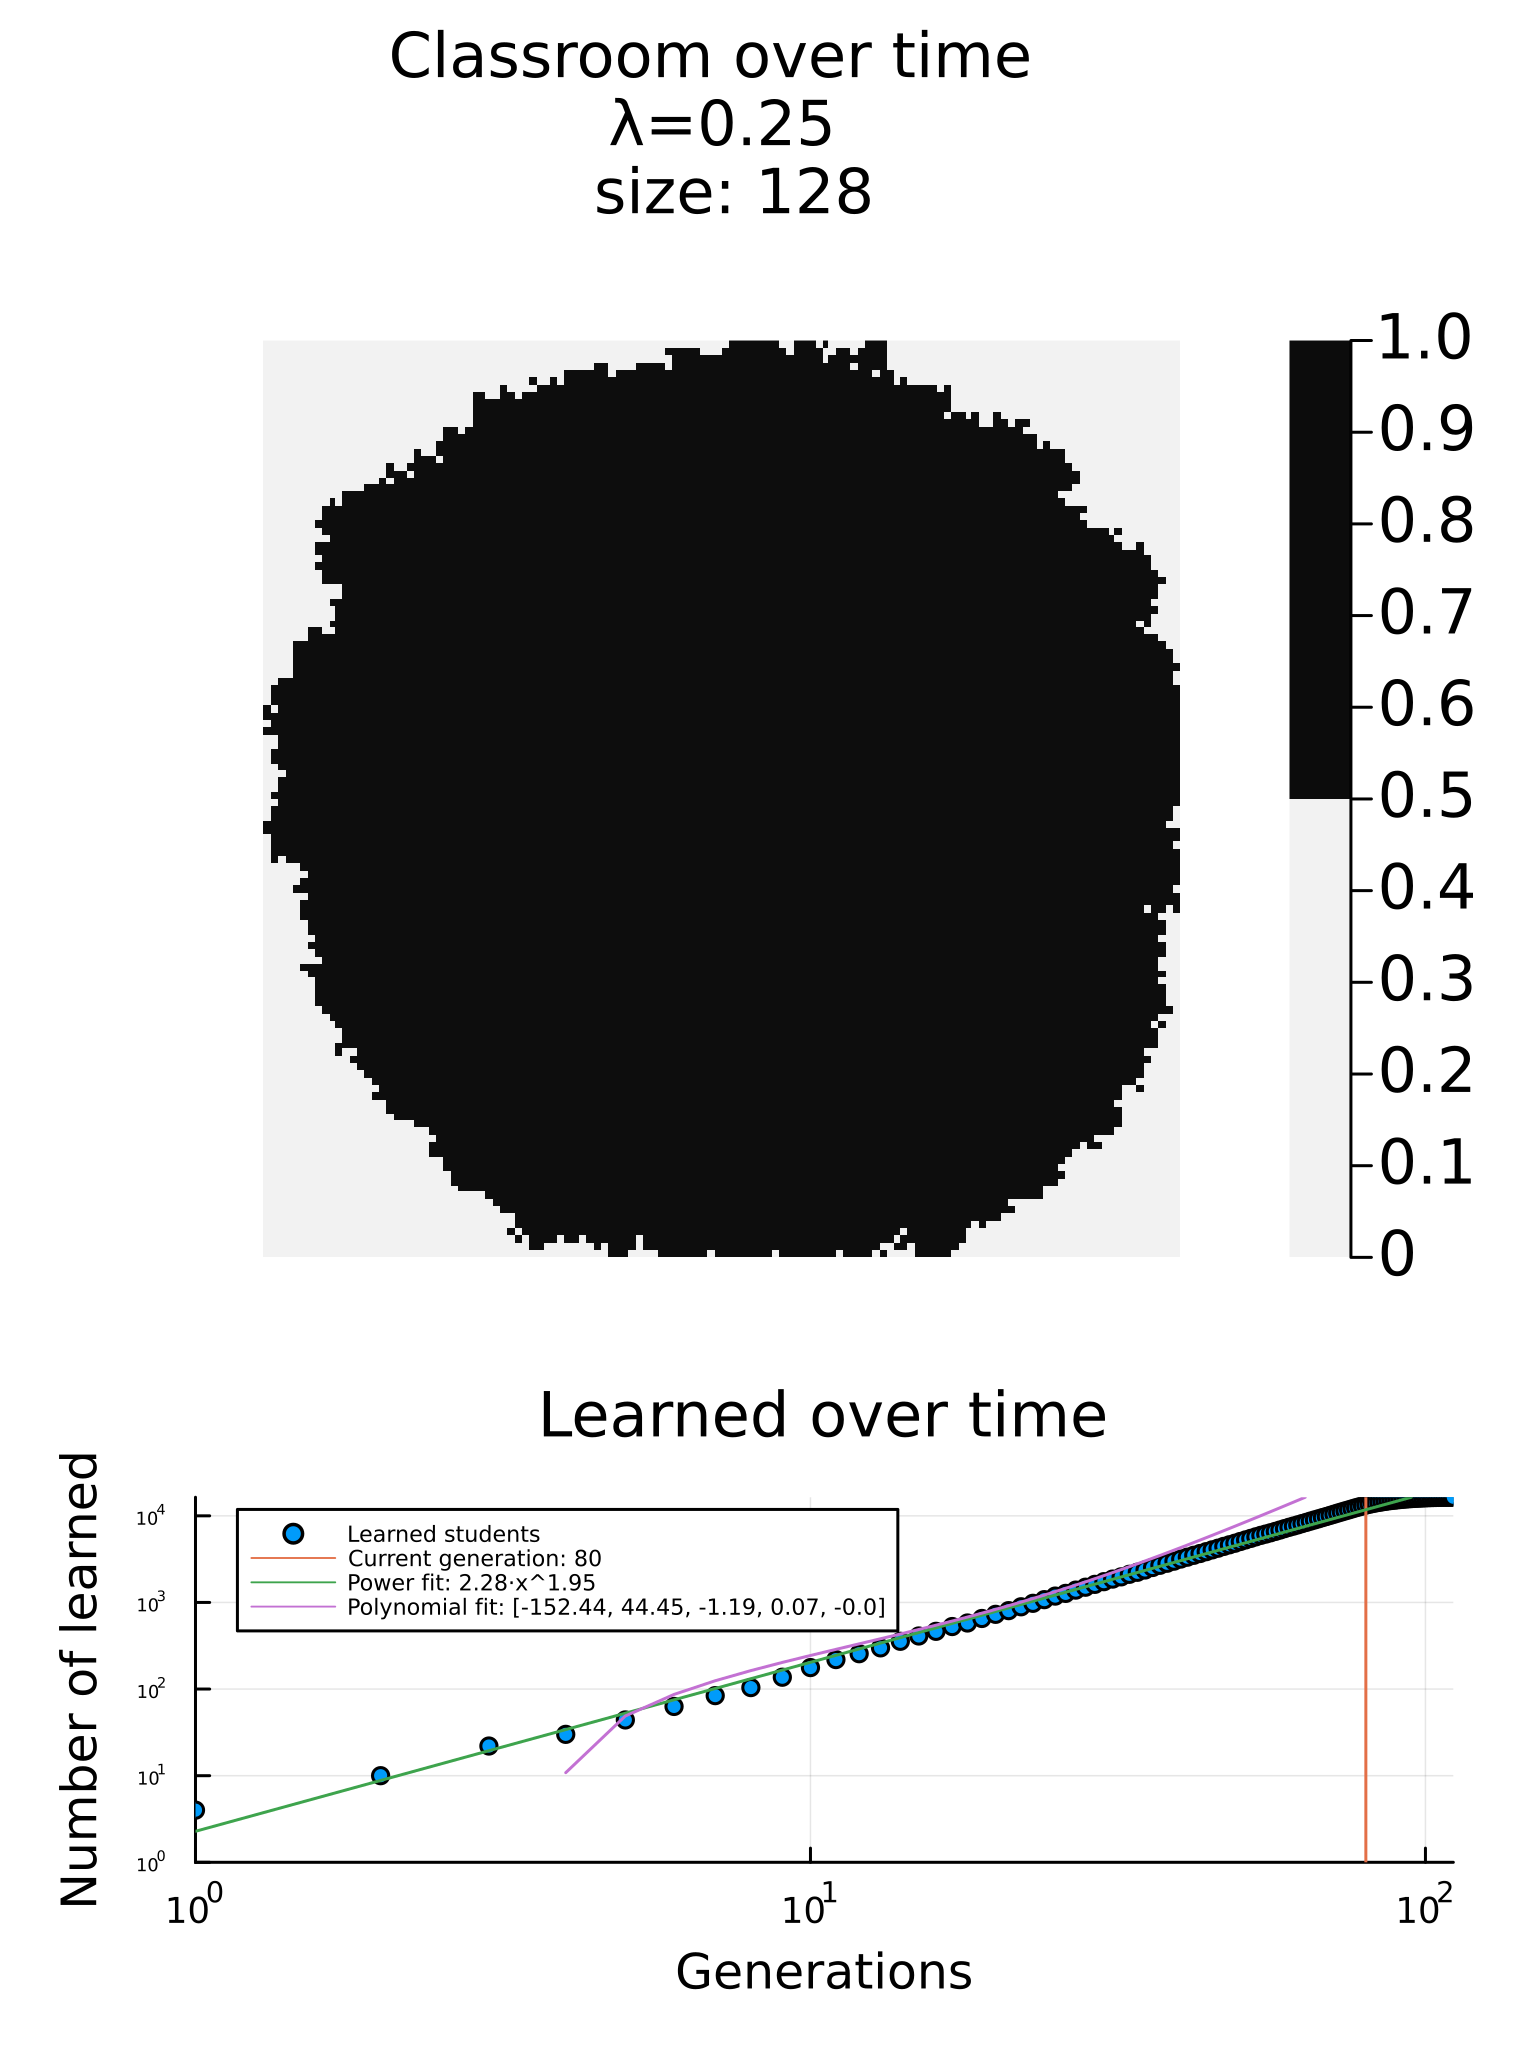 Classroom over time
λ=0.25
size: 128
1.0
0.9
0.8
0.7
0.6
0.5
0.4
0.3
0.2
0.1
0
Learned over time
Number of learned
10^4
10^3
10^2
10^1
10^0
Learned students
Current generation: 80
Power fit: 2.28·x^1.95
Polynomial fit: [-152.44, 44.45, -1.19, 0.07, -0.0]
10^0
10^1
10^2
Generations